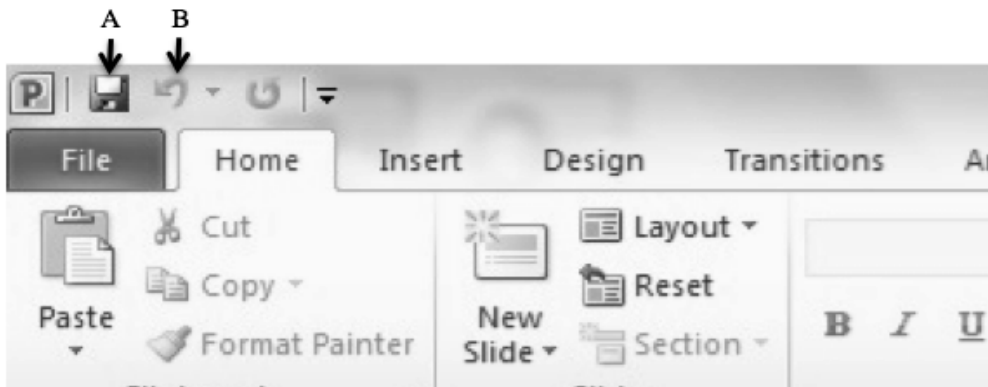 A B
P
File Home Insert Design Transitions
Cut
Layout
Copy
Reset
Paste
New
Slide
Format Painter
Section
B I U